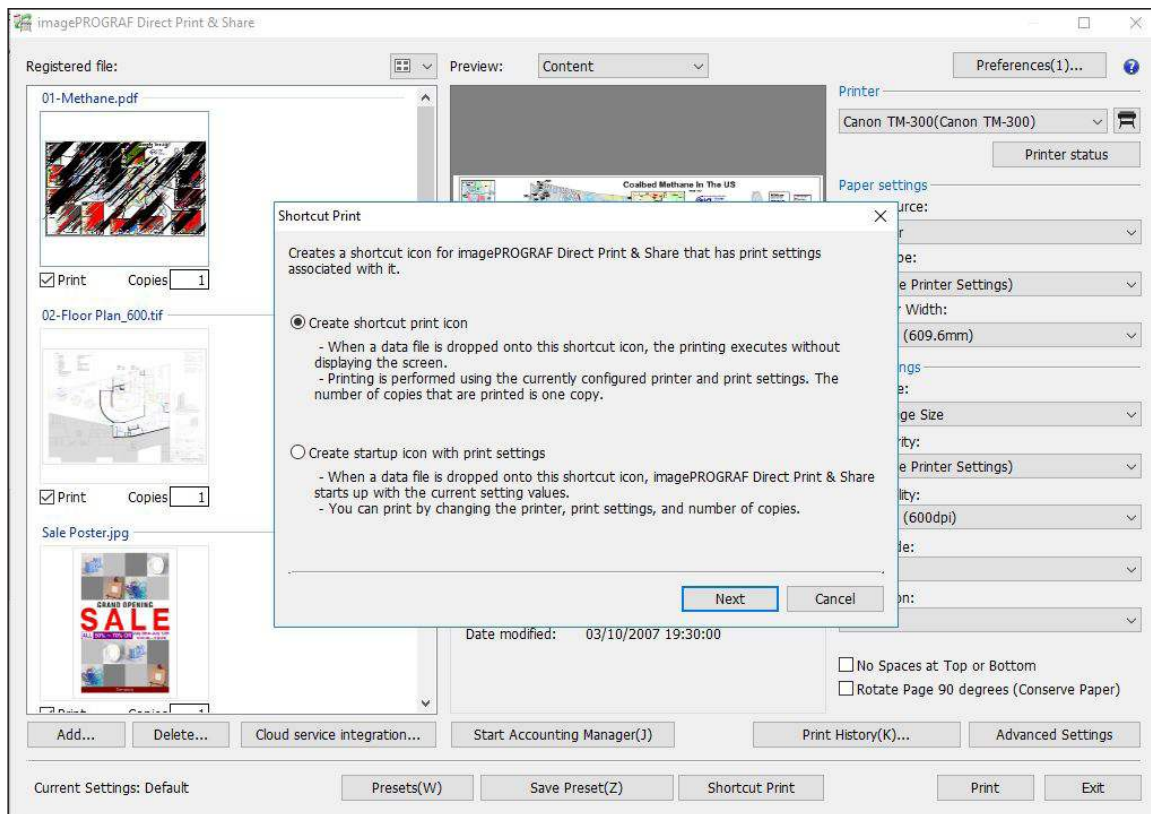 imagePROGRAF Direct Print & Share
Registered file:
Preview:
Content
Preferences(1)...
01-Methane.pdf
Print
Copies
1
02-Floor Plan_600.tif
Print
Copies
1
Sale Poster.jpg
GRAND OPENING
SALE
Print
Copies
1
Coalbed Methane In The US
Date modified: 03/10/2007 19:30:00
Printer
Canon TM-300(Canon TM-300)
Printer status
Paper settings
Printer Settings)
Width:
(609.6mm)
Size
Printer Settings)
(600dpi)
No Spaces at Top or Bottom
Rotate Page 90 degrees (Conserve Paper)
Shortcut Print
Creates a shortcut icon for imagePROGRAF Direct Print & Share that has print settings
associated with it.
Create shortcut print icon
- When a data file is dropped onto this shortcut icon, the printing executes without
displaying the screen.
- Printing is performed using the currently configured printer and print settings. The
number of copies that are printed is one copy.
Create startup icon with print settings
- When a data file is dropped onto this shortcut icon, imagePROGRAF Direct Print & Share
starts up with the current setting values.
- You can print by changing the printer, print settings, and number of copies.
Next
Cancel
Add...
Delete...
Cloud service integration...
Start Accounting Manager(J)
Print History(K)...
Advanced Settings
Current Settings: Default
Presets(W)
Save Preset(Z)
Shortcut Print
Print
Exit